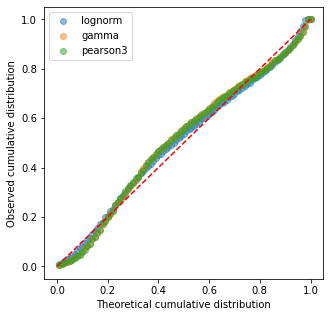 lognorm
gamma
pearson3
Observed cumulative distribution
1.0
0.8
0.6
0.4
0.2
0.0
0.0 0.2 0.4 0.6 0.8 1.0
Theoretical cumulative distribution